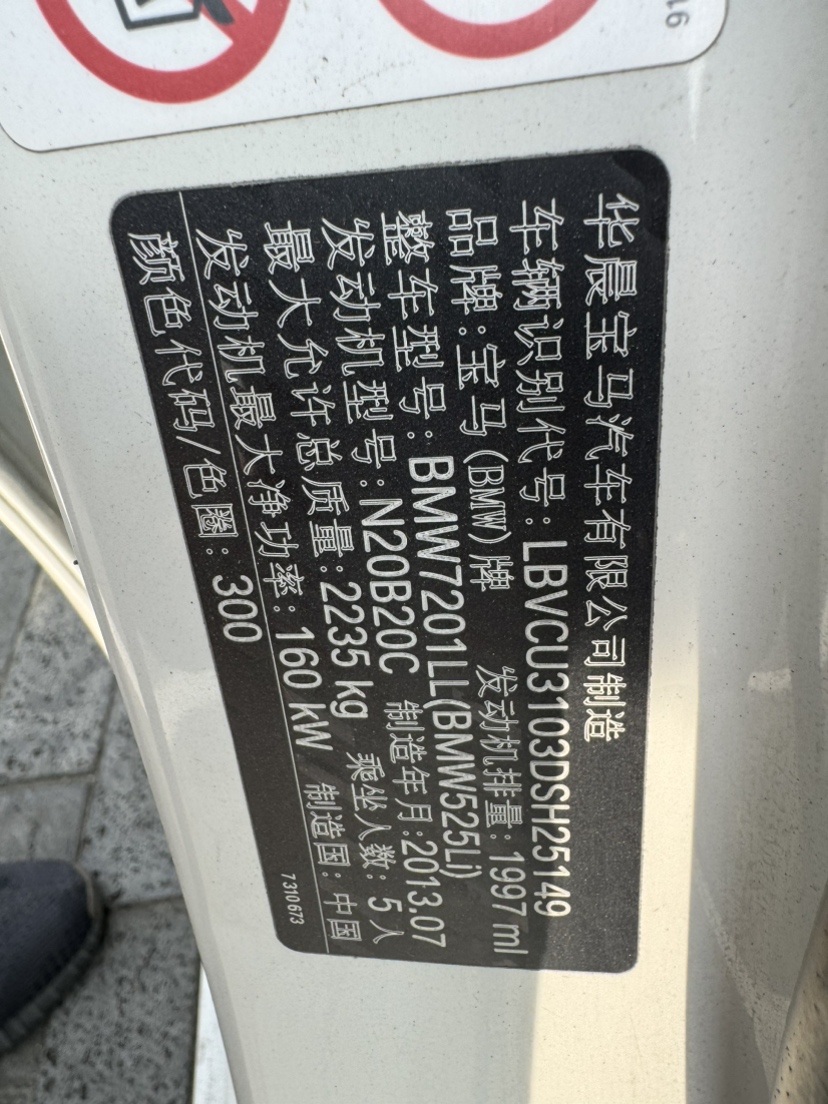 16
华晨宝马汽车有限公司制造
车辆识别代号：LBVCU3103DSH25149
品牌：宝马(BMW)牌 发动机排量：1997 ml
整车型号：BMW7201LL(BMW525LI)
发动机型号：N20B20C 制造年月：2013.07
最大允许总质量：2235 kg 乘坐人数：5人
发动机最大净功率：160 kW 制造国：中国
颜色代码/色圈：300
7310673